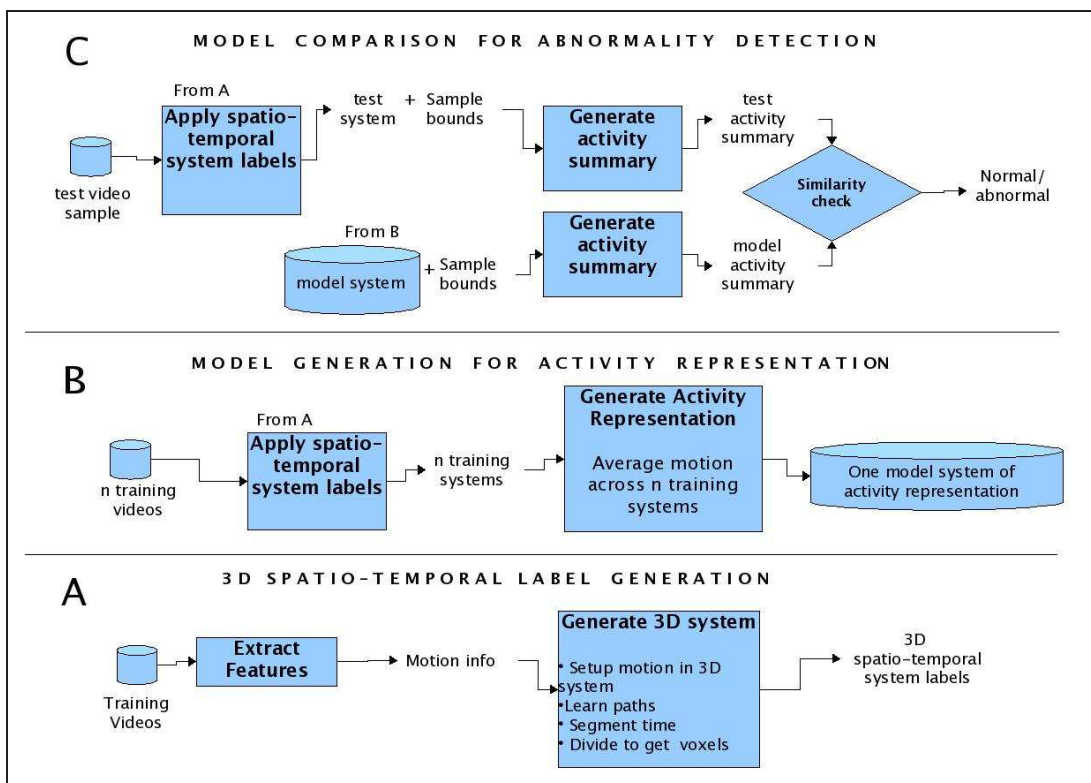 C
MODEL COMPARISON FOR ABNORMALITY DETECTION
From A
Apply spatio-
temporal
system labels
test video
sample
test
system
+ Sample
bounds
Generate
activity
summary
test
activity
summary
Similarity
check
Normal/
abnormal
From B
model system
+ Sample
bounds
Generate
activity
summary
model
activity
summary
B
MODEL GENERATION FOR ACTIVITY REPRESENTATION
n training
videos
From A
Apply spatio-
temporal
system labels
n training
systems
Generate Activity
Representation
Average motion
across n training
systems
One model system of
activity representation
A
3D SPATIO-TEMPORAL LABEL GENERATION
Training
Videos
Extract
Features
Motion info
Generate 3D system
• Setup motion in 3D
system
•Learn paths
• Segment time
• Divide to get voxels
3D
spatio-temporal
system labels